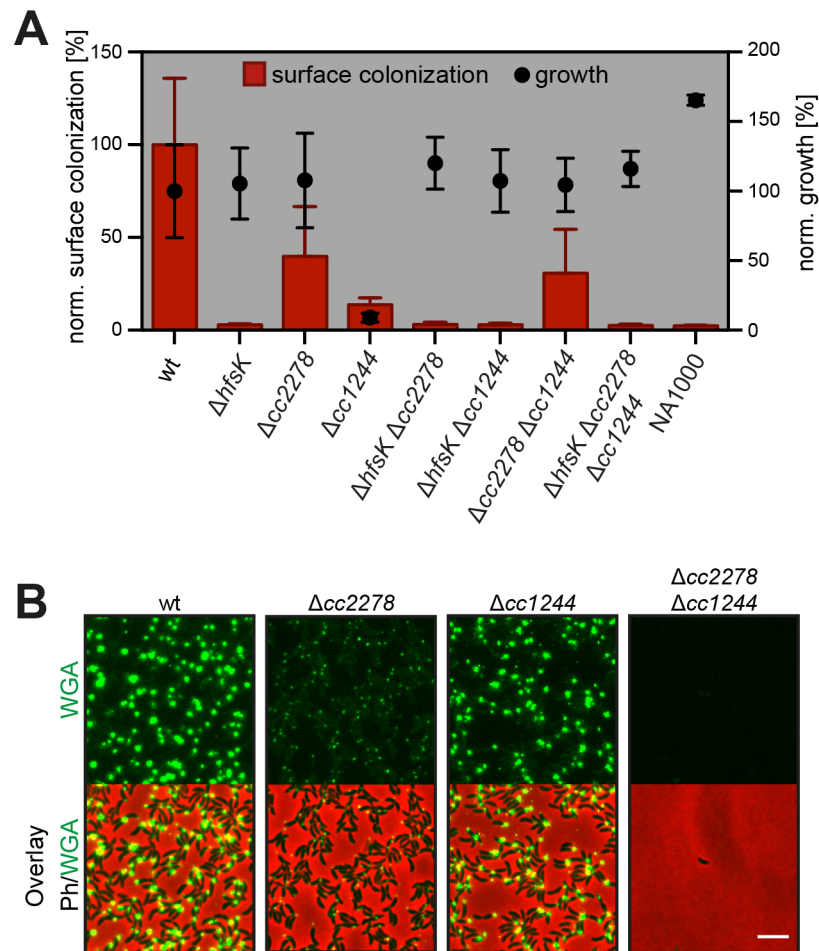 A
150
100
50
0
norm. surface colonization [%]
surface colonization
growth
200
150
100
50
0
norm. growth [%]
wt
ΔhfsK
Δcc2278
Δcc1244
ΔhfsK Δcc2278
ΔhfsK Δcc1244
Δcc2278 Δcc1244
ΔhfsK Δcc2278
Δcc1244
NA1000
B
wt
Δcc2278
Δcc1244
Δcc2278
Δcc1244
WGA
Overlay
Ph/WGA